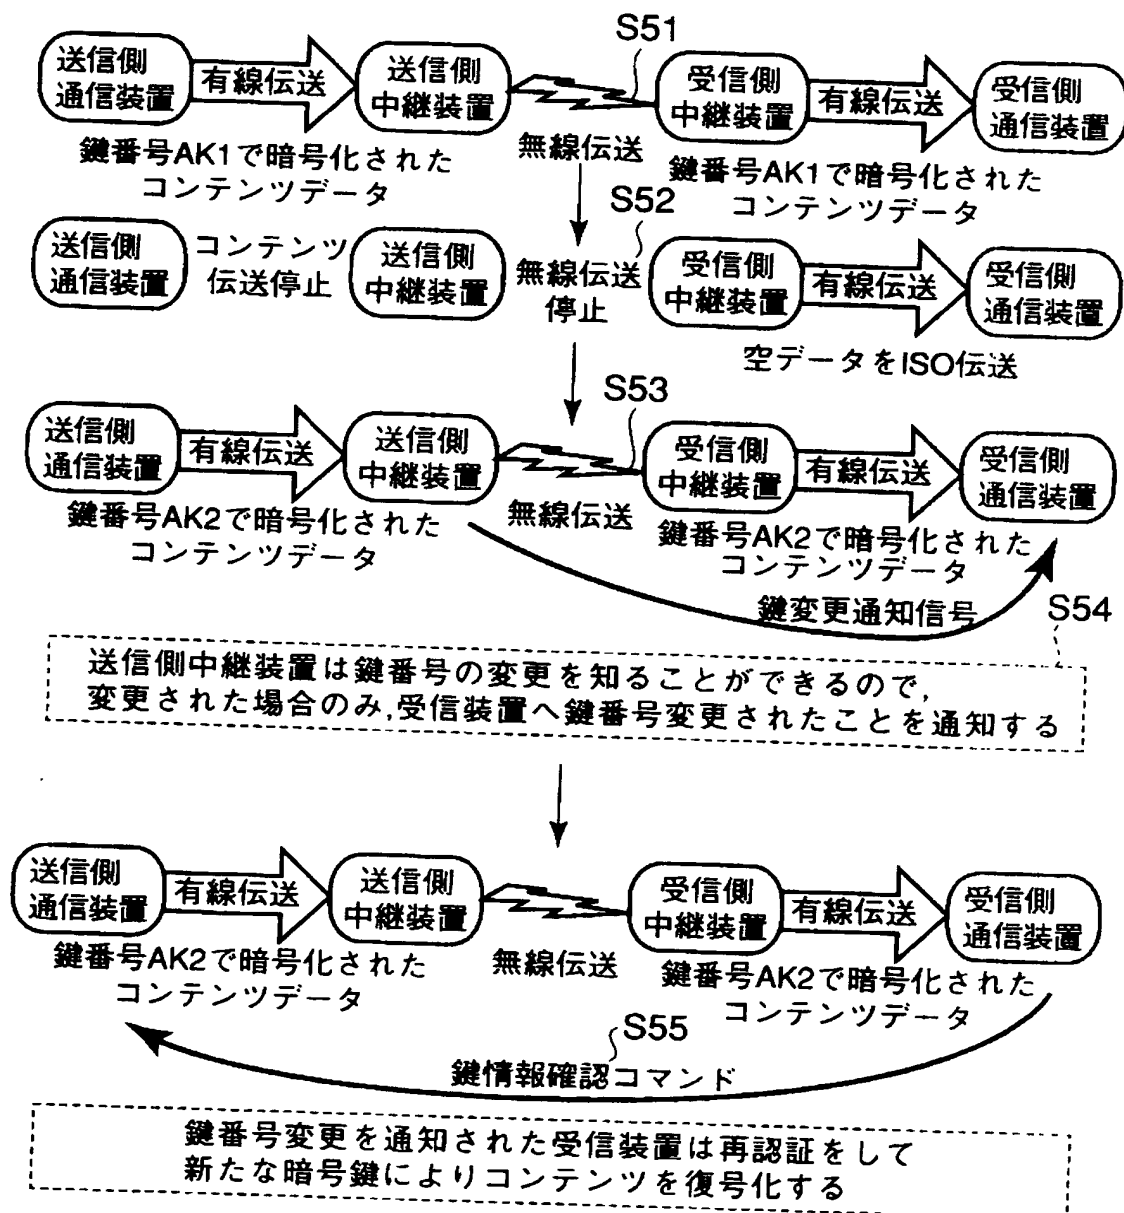 S51
送信側
通信装置
有線伝送
送信側
中継装置
受信側
中継装置
有線伝送
受信側
通信装置
鍵番号AK1で暗号化された
コンテンツデータ
無線伝送
鍵番号AK1で暗号化された
コンテンツデータ
S52
送信側
通信装置
コンテンツ
伝送停止
送信側
中継装置
無線伝送
停止
受信側
中継装置
有線伝送
受信側
通信装置
空データをISO伝送
S53
送信側
通信装置
有線伝送
送信側
中継装置
受信側
中継装置
有線伝送
受信側
通信装置
鍵番号AK2で暗号化された
コンテンツデータ
無線伝送
鍵番号AK2で暗号化された
コンテンツデータ
鍵変更通知信号
S54
送信側中継装置は鍵番号の変更を知ることができるので,
変更された場合のみ,受信装置へ鍵番号変更されたことを通知する
送信側
通信装置
有線伝送
送信側
中継装置
受信側
中継装置
有線伝送
受信側
通信装置
鍵番号AK2で暗号化された
コンテンツデータ
無線伝送
鍵番号AK2で暗号化された
コンテンツデータ
S55
鍵情報確認コマンド
鍵番号変更を通知された受信装置は再認証をして
新たな暗号鍵によりコンテンツを復号化する